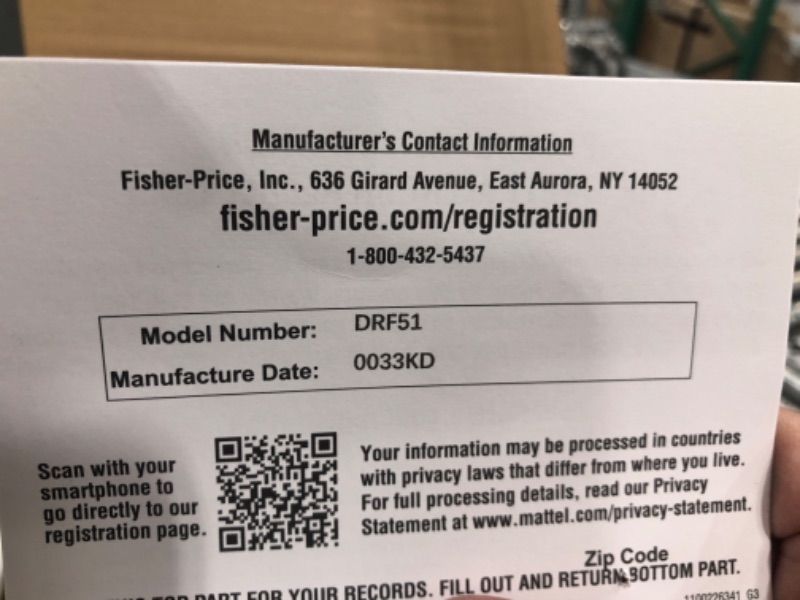 Manufacturer's Contact Information
Fisher-Price, Inc., 636 Girard Avenue, East Aurora, NY 14052
fisher-price.com/registration
1-800-432-5437
Model Number: DRF51
Manufacture Date: 0033KD
Scan with your
smartphone to
go directly to our
registration page.
Your information may be processed in countries
with privacy laws that differ from where you live.
For full processing details, read our Privacy
Statement at www.mattel.com/privacy-statement.
Zip Code
TOP PART FOR YOUR RECORDS. FILL OUT AND RETURN BOTTOM PART.
1100226341 G3